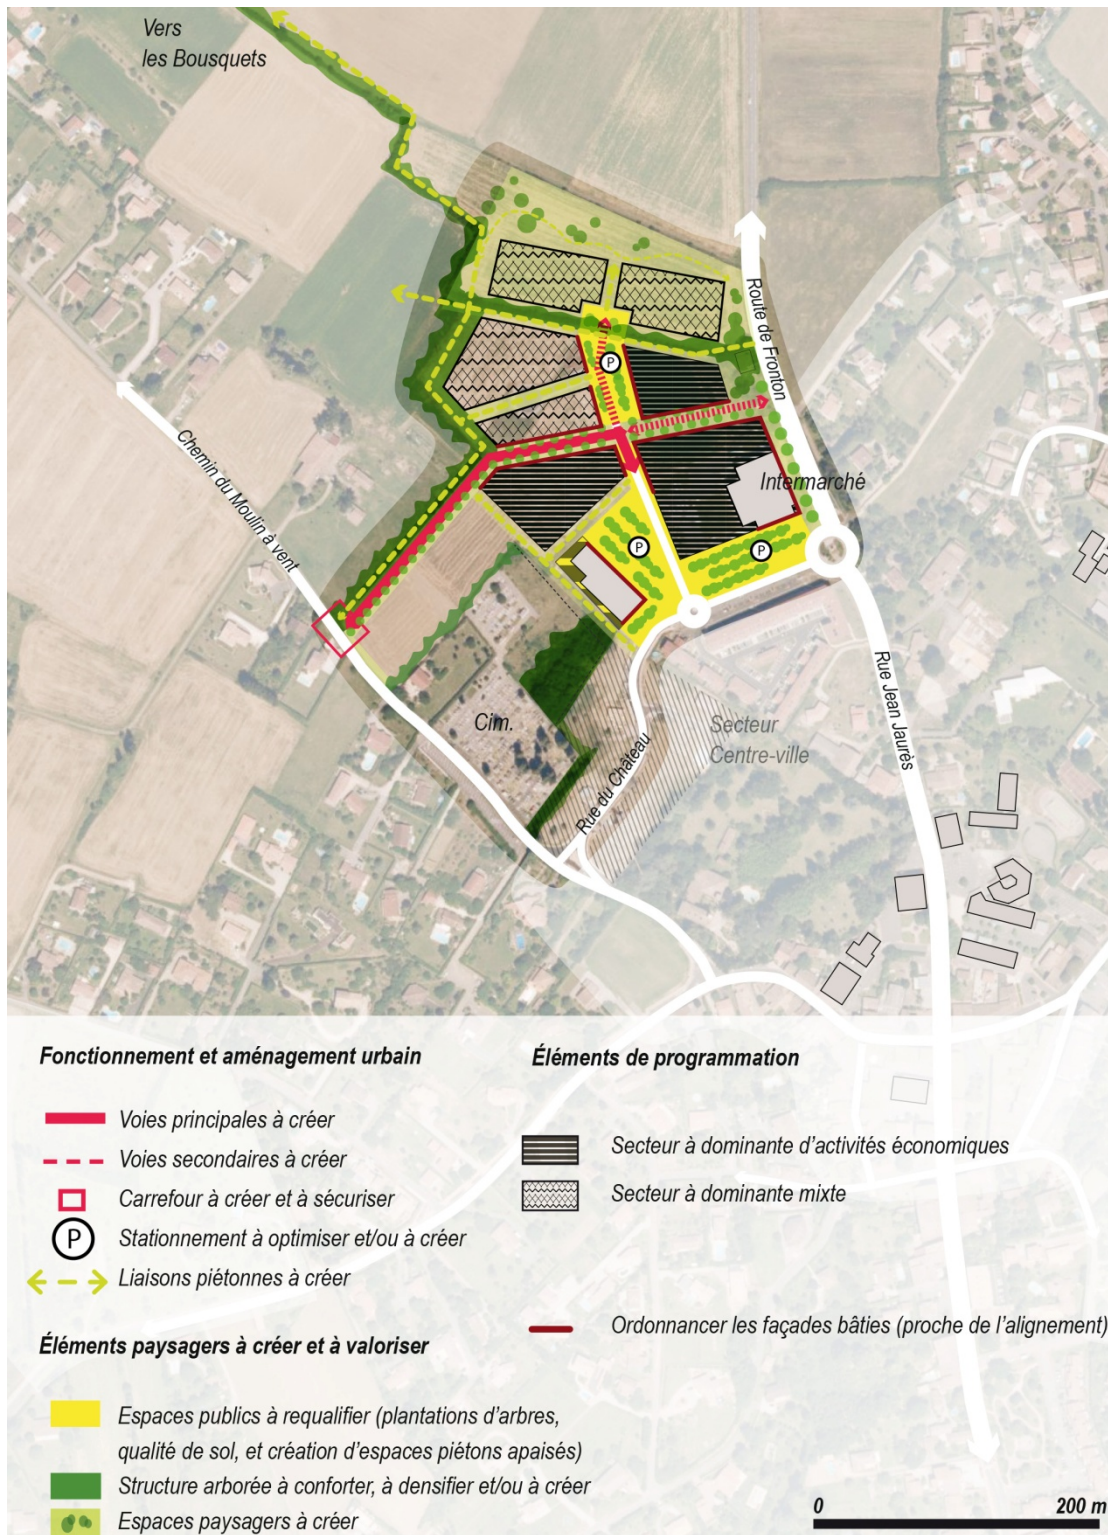 Vers
les Bousquets
Route de Fronton
Chemin du Moulin à vent
P
Intermarché
P
P
Cim.
Rue du Château
Secteur
Centre-ville
Rue Jean Jaurès
Fonctionnement et aménagement urbain
Voies principales à créer
Voies secondaires à créer
Carrefour à créer et à sécuriser
P
Stationnement à optimiser et/ou à créer
Liaisons piétonnes à créer
Éléments paysagers à créer et à valoriser
Espaces publics à requalifier (plantations d'arbres,
qualité de sol, et création d'espaces piétons apaisés)
Structure arborée à conforter, à densifier et/ou à créer
Espaces paysagers à créer
Éléments de programmation
Secteur à dominante d'activités économiques
Secteur à dominante mixte
Ordonnancer les façades bâties (proche de l'alignement)
0 200 m